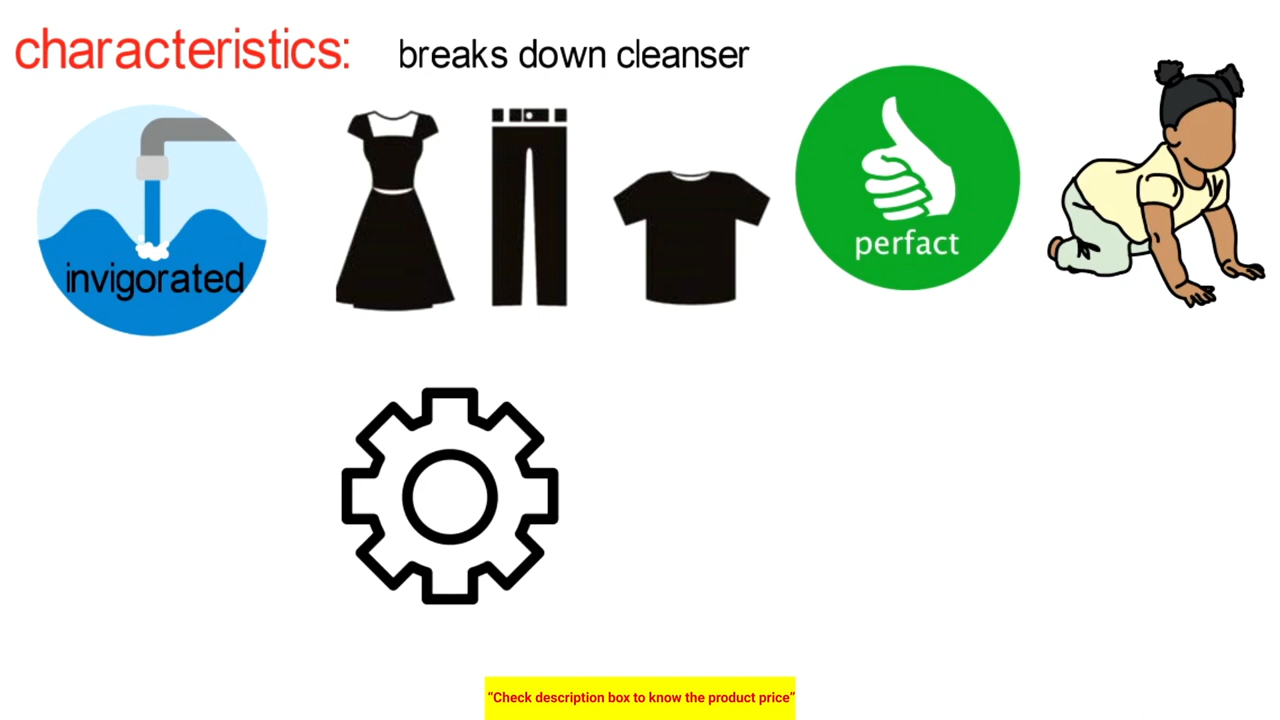 characteristics:
breaks down cleanser
invigorated
perfact
“Check description box to know the product price”